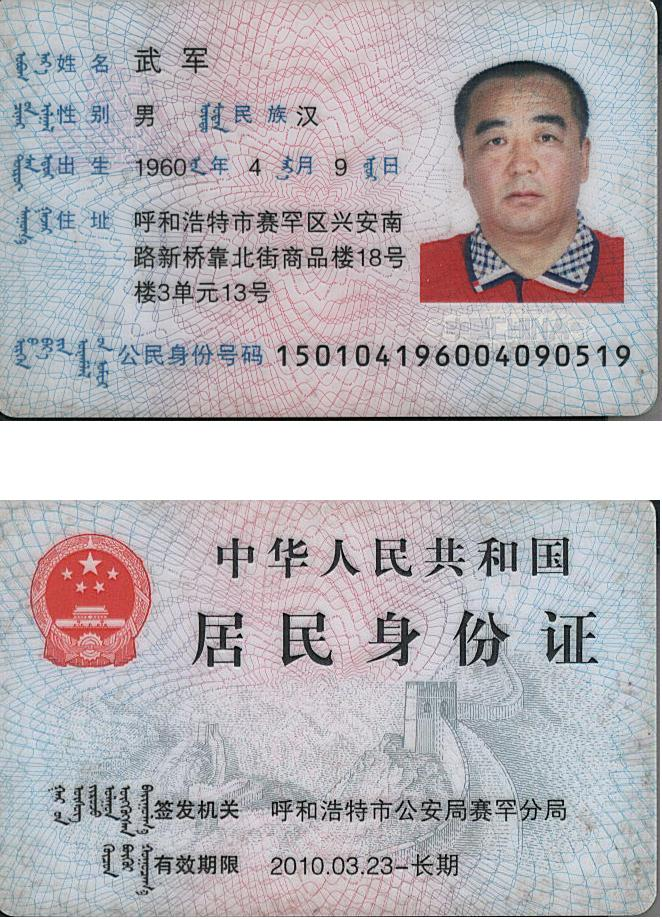 姓名 武军
性别 男 民族 汉
出生 1960 年 4 月 9 日
住址 呼和浩特市赛罕区兴安南
路新桥靠北街商品楼18号
楼3单元13号
公民身份号码 150104196004090519
中华人民共和国
居民身份证
签发机关 呼和浩特市公安局赛罕分局
有效期限 2010.03.23-长期